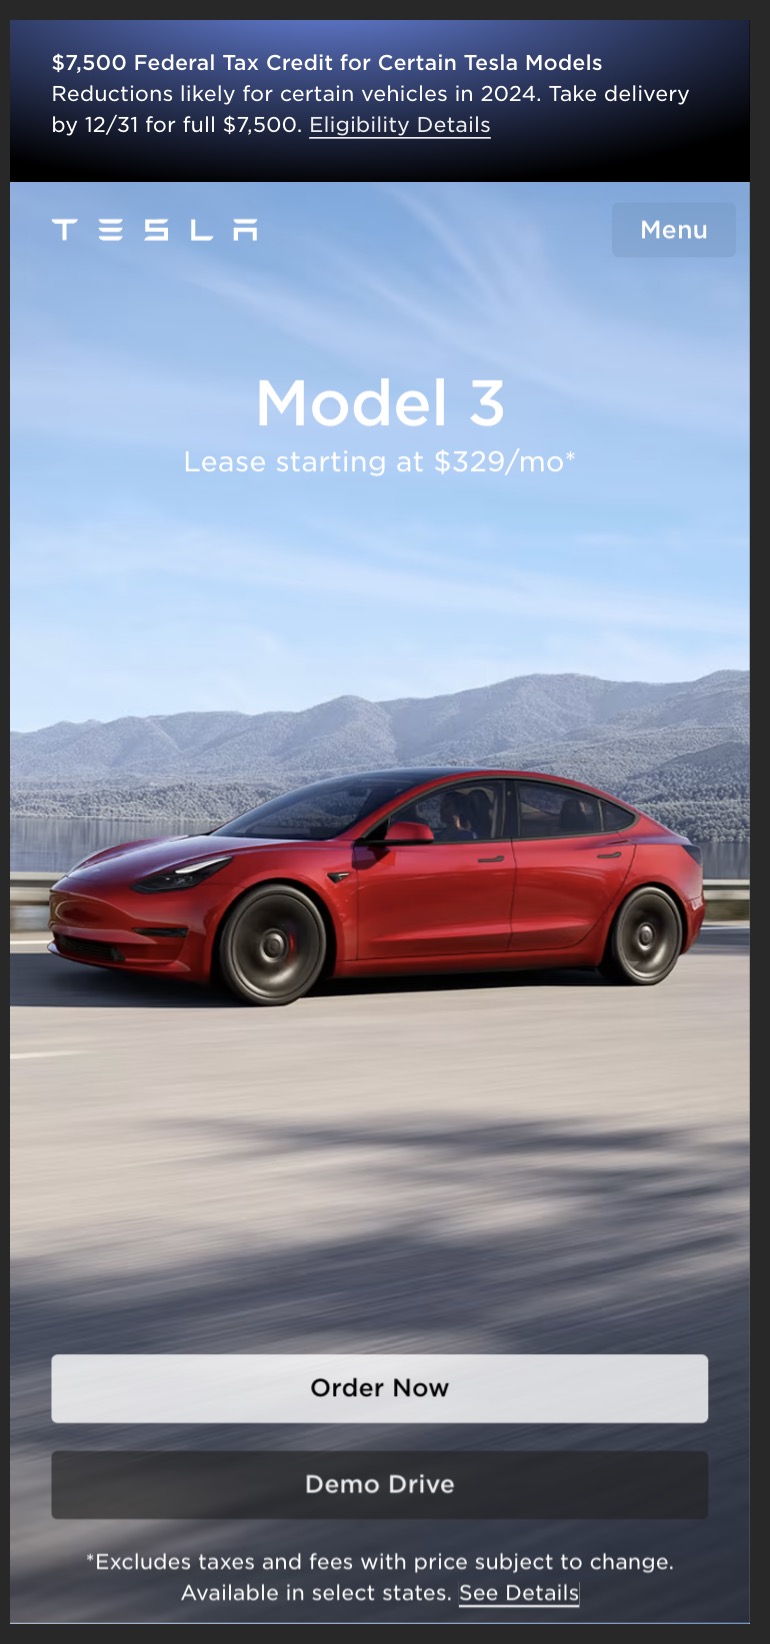 $7,500 Federal Tax Credit for Certain Tesla Models
Reductions likely for certain vehicles in 2024. Take delivery
by 12/31 for full $7,500. Eligibility Details
TESLA
Menu
Model 3
Lease starting at $329/mo*
Order Now
Demo Drive
*Excludes taxes and fees with price subject to change.
Available in select states. See Details